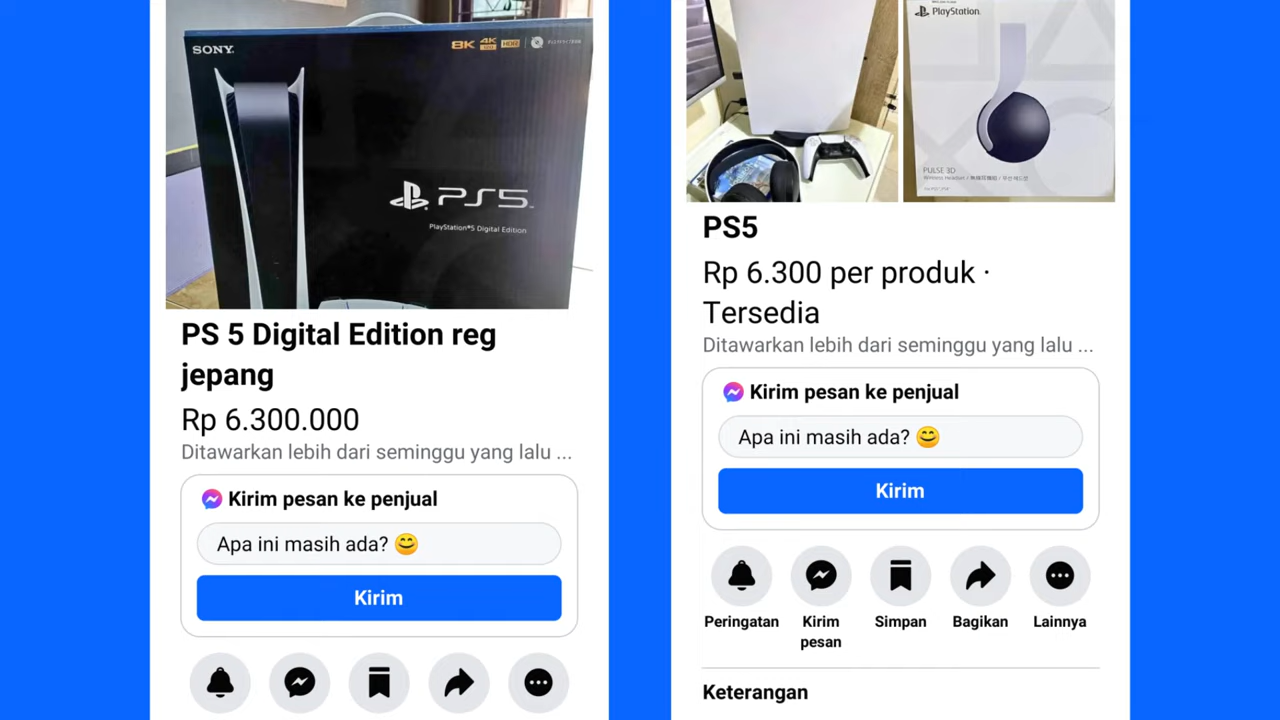 SONY
8K 4K HDR
PS5
PlayStation®5 Digital Edition
PS 5 Digital Edition reg
jepang
Rp 6.300.000
Ditawarkan lebih dari seminggu yang lalu ...
Kirim pesan ke penjual
Apa ini masih ada? 😊
Kirim
PlayStation
PULSE 3D
PS5
Rp 6.300 per produk ·
Tersedia
Ditawarkan lebih dari seminggu yang lalu ...
Kirim pesan ke penjual
Apa ini masih ada? 😊
Kirim
Peringatan
Kirim
pesan
Simpan
Bagikan
Lainnya
Keterangan